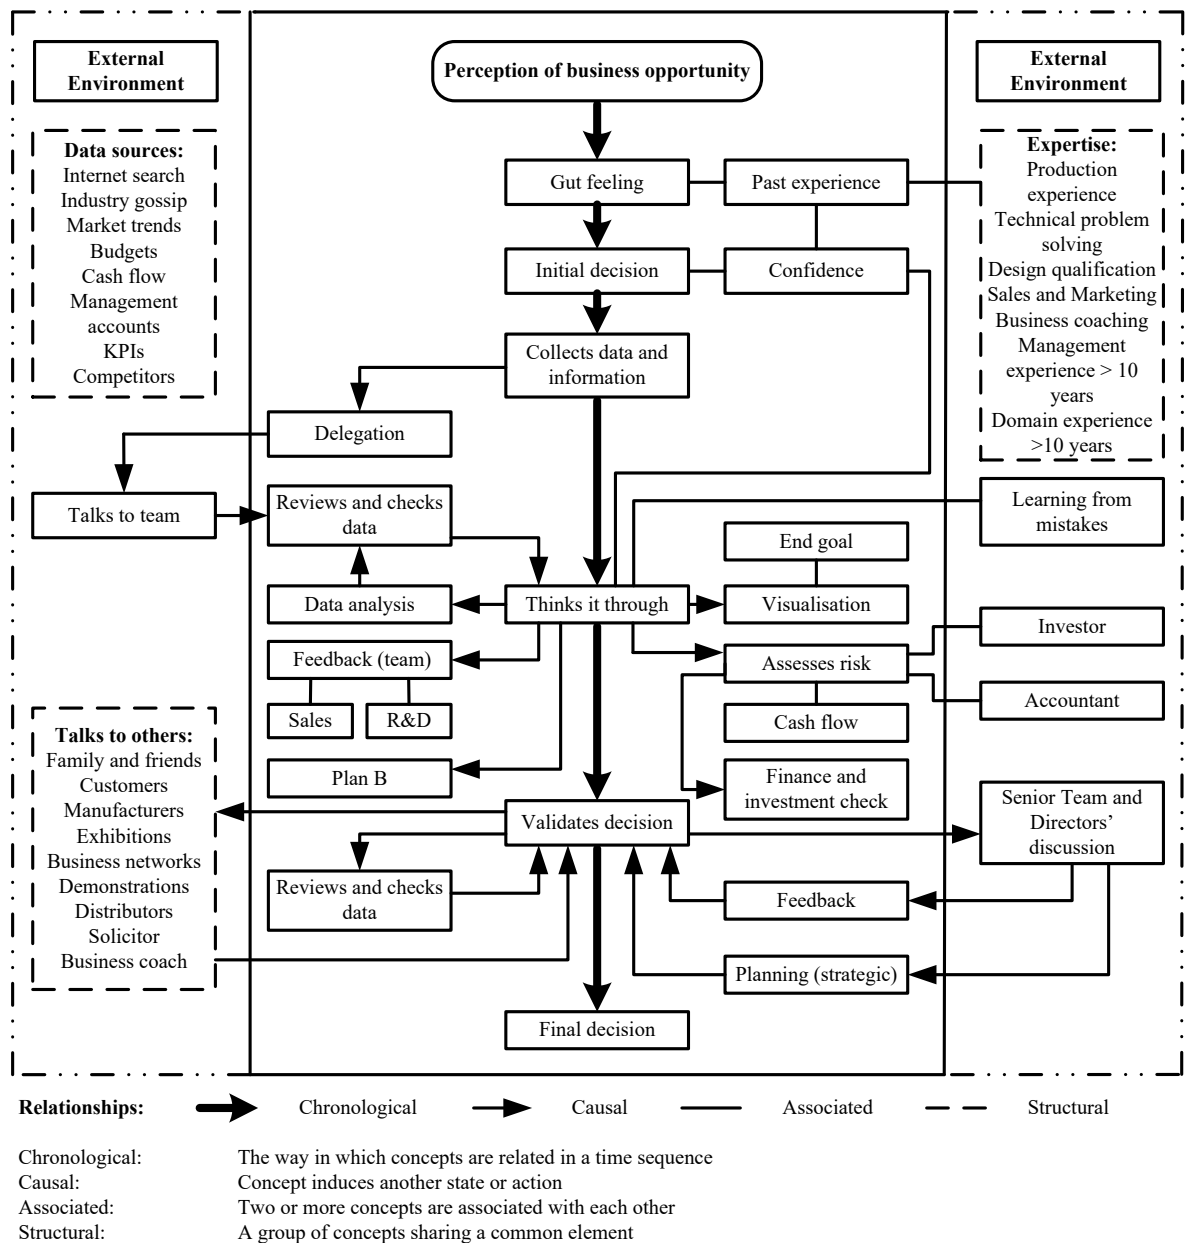 External
Environment
Data sources:
Internet search
Industry gossip
Market trends
Budgets
Cash flow
Management
accounts
KPIs
Competitors
Talks to team
Talks to others:
Family and friends
Customers
Manufacturers
Exhibitions
Business networks
Demonstrations
Distributors
Solicitor
Business coach
Perception of business opportunity
Gut feeling
Past experience
Initial decision
Confidence
Collects data and
information
Delegation
Reviews and checks
data
End goal
Data analysis
Thinks it through
Visualisation
Feedback (team)
Assesses risk
Sales
R&D
Cash flow
Plan B
Finance and
investment check
Validates decision
Reviews and checks
data
Feedback
Planning (strategic)
Final decision
External
Environment
Expertise:
Production
experience
Technical problem
solving
Design qualification
Sales and Marketing
Business coaching
Management
experience > 10
years
Domain experience
>10 years
Learning from
mistakes
Investor
Accountant
Senior Team and
Directors’
discussion
Relationships: Chronological Causal Associated Structural
Chronological: The way in which concepts are related in a time sequence
Causal: Concept induces another state or action
Associated: Two or more concepts are associated with each other
Structural: A group of concepts sharing a common element